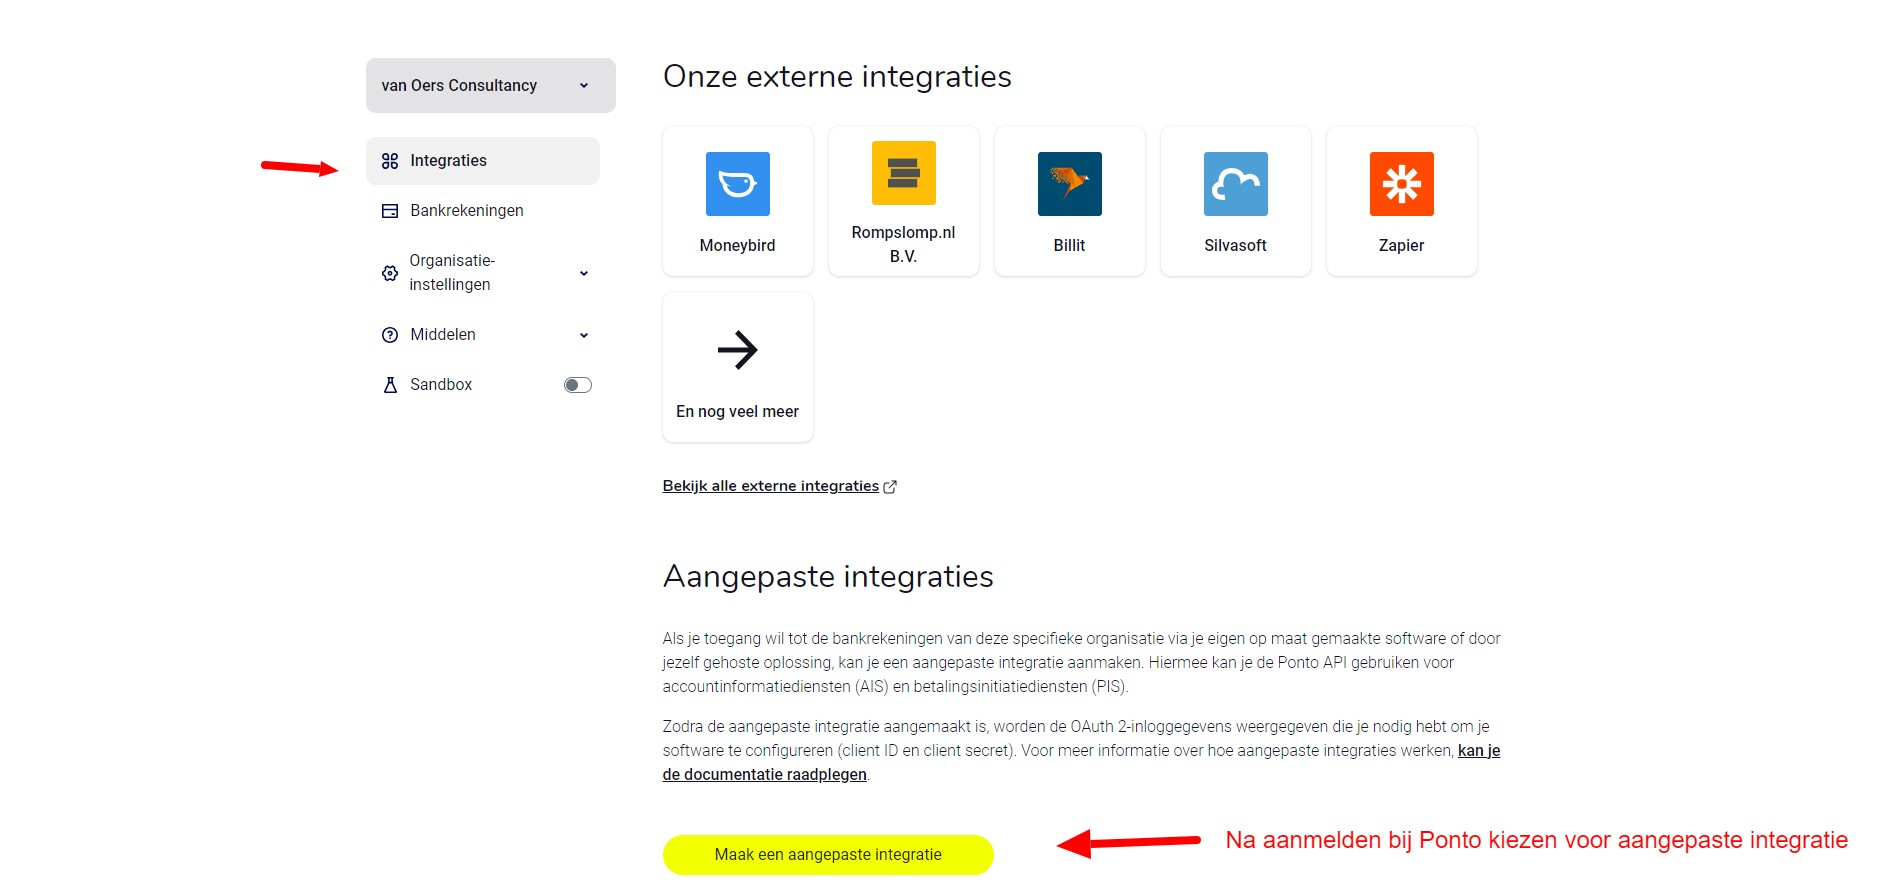 van Oers Consultancy
Integraties
Bankrekeningen
Organisatie-
instellingen
Middelen
Sandbox
Onze externe integraties
Moneybird
Rompslomp.nl
B.V.
Billit
Silvasoft
Zapier
En nog veel meer
Bekijk alle externe integraties
Aangepaste integraties
Als je toegang wil tot de bankrekeningen van deze specifieke organisatie via je eigen op maat gemaakte software of door
jezelf gehoste oplossing, kan je een aangepaste integratie aanmaken. Hiermee kan je de Ponto API gebruiken voor
accountinformatiediensten (AIS) en betalingsinitiatiediensten (PIS).
Zodra de aangepaste integratie aangemaakt is, worden de OAuth 2-inloggegevens weergegeven die je nodig hebt om je
software te configureren (client ID en client secret). Voor meer informatie over hoe aangepaste integraties werken, kan je
de documentatie raadplegen.
Maak een aangepaste integratie
Na aanmelden bij Ponto kiezen voor aangepaste integratie